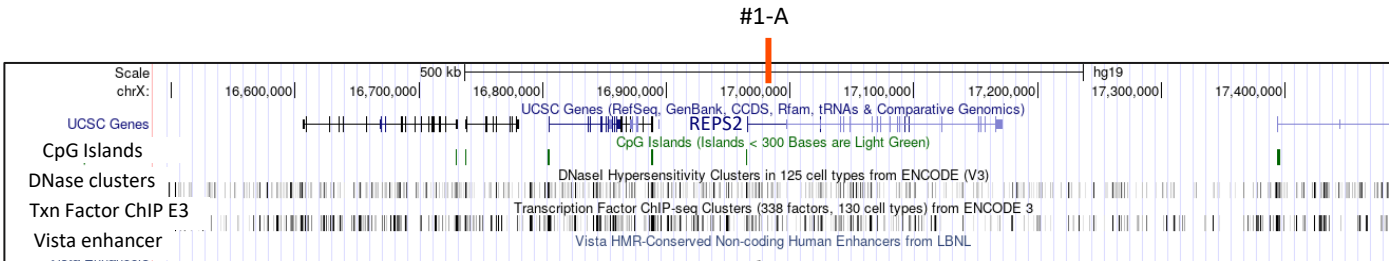 #1-A
Scale 500 kb hg19
chrX: 16,600,000 16,700,000 16,800,000 16,900,000 17,000,000 17,100,000 17,200,000 17,300,000 17,400,000
UCSC Genes (RefSeq, GenBank, CCDS, Rfam, tRNAs & Comparative Genomics)
UCSC Genes REPS2
CpG Islands CpG Islands (Islands < 300 Bases are Light Green)
DNase clusters DNaseI Hypersensitivity Clusters in 125 cell types from ENCODE (V3)
Txn Factor ChIP E3 Transcription Factor ChIP-seq Clusters (338 factors, 130 cell types) from ENCODE 3
Vista enhancer Vista HMR-Conserved Non-coding Human Enhancers from LBNL